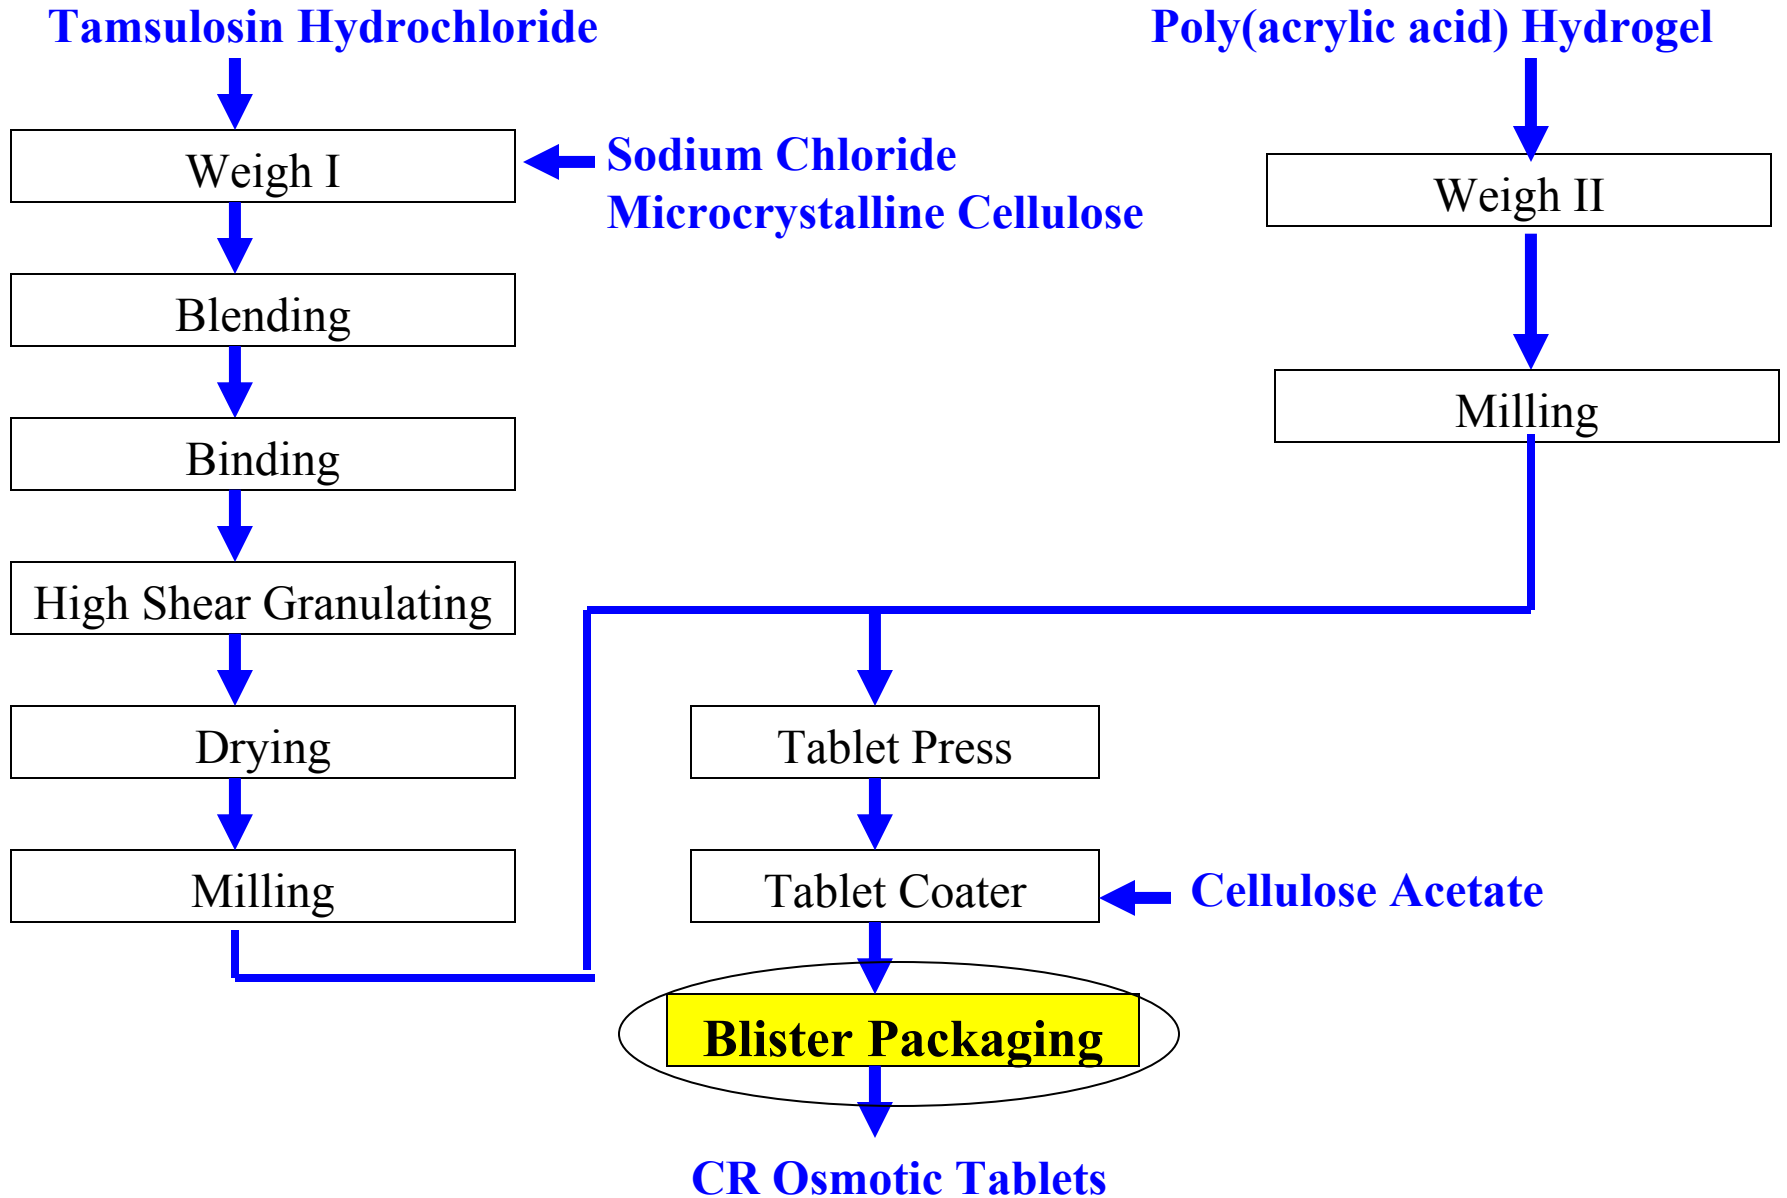 Tamsulosin Hydrochloride
Poly(acrylic acid) Hydrogel
Weigh I
Sodium Chloride
Microcrystalline Cellulose
Weigh II
Blending
Milling
Binding
High Shear Granulating
Drying
Tablet Press
Milling
Tablet Coater
Cellulose Acetate
Blister Packaging
CR Osmotic Tablets